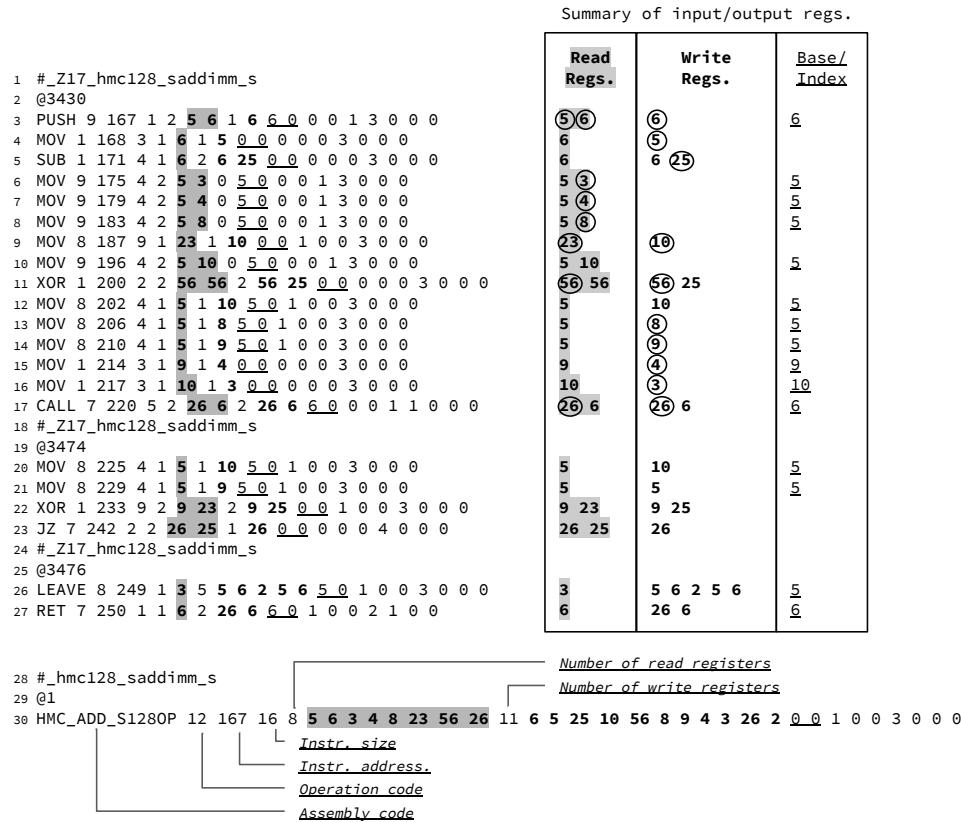 Summary of input/output regs.
Read Regs. Write Regs. Base/ Index
1 #_Z17_hmc128_saddimm_s
2 @3430
3 PUSH 9 167 1 2 5 6 1 6 6 0 0 0 1 3 0 0 0 5 6 6 6
4 MOV 1 168 3 1 6 1 5 0 0 0 0 0 3 0 0 0 6 5
5 SUB 1 171 4 1 6 2 6 25 0 0 0 0 0 3 0 0 0 6 6 25
6 MOV 9 175 4 2 5 3 0 5 0 0 0 1 3 0 0 0 5 3 5
7 MOV 9 179 4 2 5 4 0 5 0 0 0 1 3 0 0 0 5 4 5
8 MOV 9 183 4 2 5 8 0 5 0 0 0 1 3 0 0 0 5 8 5
9 MOV 8 187 9 1 23 1 10 0 0 1 0 0 3 0 0 0 23 10
10 MOV 9 196 4 2 5 10 0 5 0 0 0 1 3 0 0 0 5 10 5
11 XOR 1 200 2 2 56 56 2 56 25 0 0 0 0 0 3 0 0 0 56 56 56 25
12 MOV 8 202 4 1 5 1 10 5 0 1 0 0 3 0 0 0 5 10 5
13 MOV 8 206 4 1 5 1 8 5 0 1 0 0 3 0 0 0 5 8 5
14 MOV 8 210 4 1 5 1 9 5 0 1 0 0 3 0 0 0 5 9 5
15 MOV 1 214 3 1 9 1 4 0 0 0 0 0 3 0 0 0 9 4 9
16 MOV 1 217 3 1 10 1 3 0 0 0 0 0 3 0 0 0 10 3 10
17 CALL 7 220 5 2 26 6 2 26 6 6 0 0 0 1 1 0 0 0 26 6 26 6 6
18 #_Z17_hmc128_saddimm_s
19 @3474
20 MOV 8 225 4 1 5 1 10 5 0 1 0 0 3 0 0 0 5 10 5
21 MOV 8 229 4 1 5 1 9 5 0 1 0 0 3 0 0 0 5 5 5
22 XOR 1 233 9 2 9 23 2 9 25 0 0 1 0 0 3 0 0 0 9 23 9 25
23 JZ 7 242 2 2 26 25 1 26 0 0 0 0 0 4 0 0 0 26 25 26
24 #_Z17_hmc128_saddimm_s
25 @3476
26 LEAVE 8 249 1 3 5 5 6 2 5 6 5 0 1 0 0 3 0 0 0 3 5 6 2 5 6 5
27 RET 7 250 1 1 6 2 26 6 6 0 1 0 0 2 1 0 0 6 26 6 6
28 #_hmc128_saddimm_s
29 @1
30 HMC_ADD_S128OP 12 167 16 8 5 6 3 4 8 23 56 26 11 6 5 25 10 56 8 9 4 3 26 2 0 0 1 0 0 3 0 0 0
Number of read registers
Number of write registers
Instr. size
Instr. address.
Operation code
Assembly code